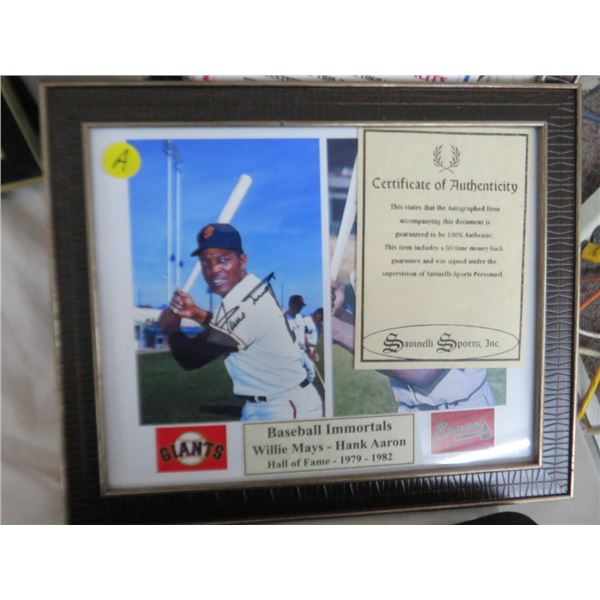 A
Certificate of Authenticity
This states that the Autographed Item
accompanying this document is
guaranteed to be 100% Authentic.
This item includes a lifetime money back
guarantee and was signed under the
supervision of Savinelli-Sports Personnel.
Savinelli Sports, Inc.
Baseball Immortals
Willie Mays - Hank Aaron
Hall of Fame - 1979 - 1982
GIANTS
Braves